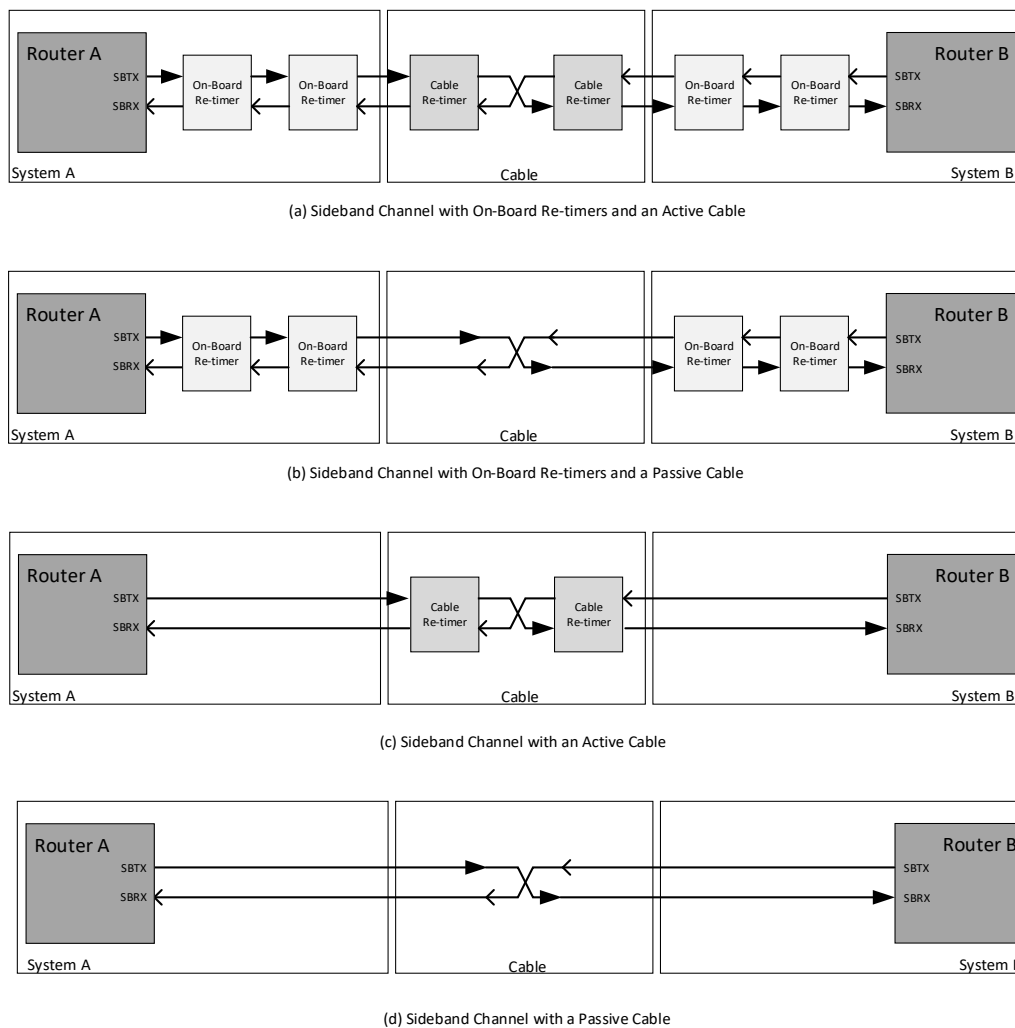 Router A
Router B
SBTX
SBRX
On-Board
Re-timer
On-Board
Re-timer
Cable
Re-timer
Cable
Re-timer
On-Board
Re-timer
On-Board
Re-timer
SBTX
SBRX
System A
Cable
System B
(a) Sideband Channel with On-Board Re-timers and an Active Cable
Router A
Router B
SBTX
SBRX
On-Board
Re-timer
On-Board
Re-timer
On-Board
Re-timer
On-Board
Re-timer
SBTX
SBRX
System A
Cable
System B
(b) Sideband Channel with On-Board Re-timers and a Passive Cable
Router A
Router B
SBTX
SBRX
Cable
Re-timer
Cable
Re-timer
SBTX
SBRX
System A
Cable
System B
(c) Sideband Channel with an Active Cable
Router A
Router B
SBTX
SBRX
SBTX
SBRX
System A
Cable
System
(d) Sideband Channel with a Passive Cable